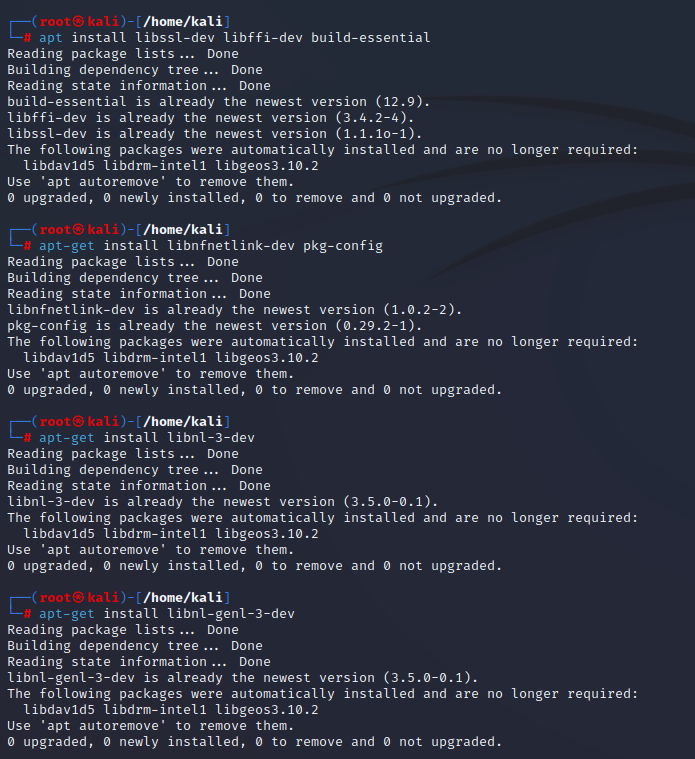 ┌──(root㉿kali)-[/home/kali]
└─# apt install libssl-dev libffi-dev build-essential
Reading package lists... Done
Building dependency tree... Done
Reading state information... Done
build-essential is already the newest version (12.9).
libffi-dev is already the newest version (3.4.2-4).
libssl-dev is already the newest version (1.1.1o-1).
The following packages were automatically installed and are no longer required:
  libdav1d5 libdrm-intel1 libgeos3.10.2
Use 'apt autoremove' to remove them.
0 upgraded, 0 newly installed, 0 to remove and 0 not upgraded.
┌──(root㉿kali)-[/home/kali]
└─# apt-get install libnfnetlink-dev pkg-config
Reading package lists... Done
Building dependency tree... Done
Reading state information... Done
libnfnetlink-dev is already the newest version (1.0.2-2).
pkg-config is already the newest version (0.29.2-1).
The following packages were automatically installed and are no longer required:
  libdav1d5 libdrm-intel1 libgeos3.10.2
Use 'apt autoremove' to remove them.
0 upgraded, 0 newly installed, 0 to remove and 0 not upgraded.
┌──(root㉿kali)-[/home/kali]
└─# apt-get install libnl-3-dev
Reading package lists... Done
Building dependency tree... Done
Reading state information... Done
libnl-3-dev is already the newest version (3.5.0-0.1).
The following packages were automatically installed and are no longer required:
  libdav1d5 libdrm-intel1 libgeos3.10.2
Use 'apt autoremove' to remove them.
0 upgraded, 0 newly installed, 0 to remove and 0 not upgraded.
┌──(root㉿kali)-[/home/kali]
└─# apt-get install libnl-genl-3-dev
Reading package lists... Done
Building dependency tree... Done
Reading state information... Done
libnl-genl-3-dev is already the newest version (3.5.0-0.1).
The following packages were automatically installed and are no longer required:
  libdav1d5 libdrm-intel1 libgeos3.10.2
Use 'apt autoremove' to remove them.
0 upgraded, 0 newly installed, 0 to remove and 0 not upgraded.